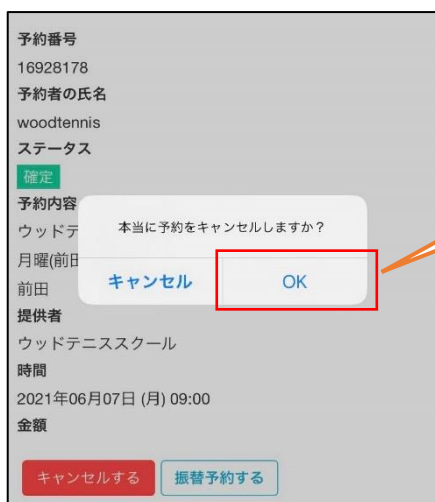 予約番号
16928178
予約者の氏名
woodtennis
ステータス
確定
予約内容
ウッドテ
月曜(前田
前田
本当に予約をキャンセルしますか？
キャンセル
OK
提供者
ウッドテニススクール
時間
2021年06月07日 (月) 09:00
金額
キャンセルする
振替予約する